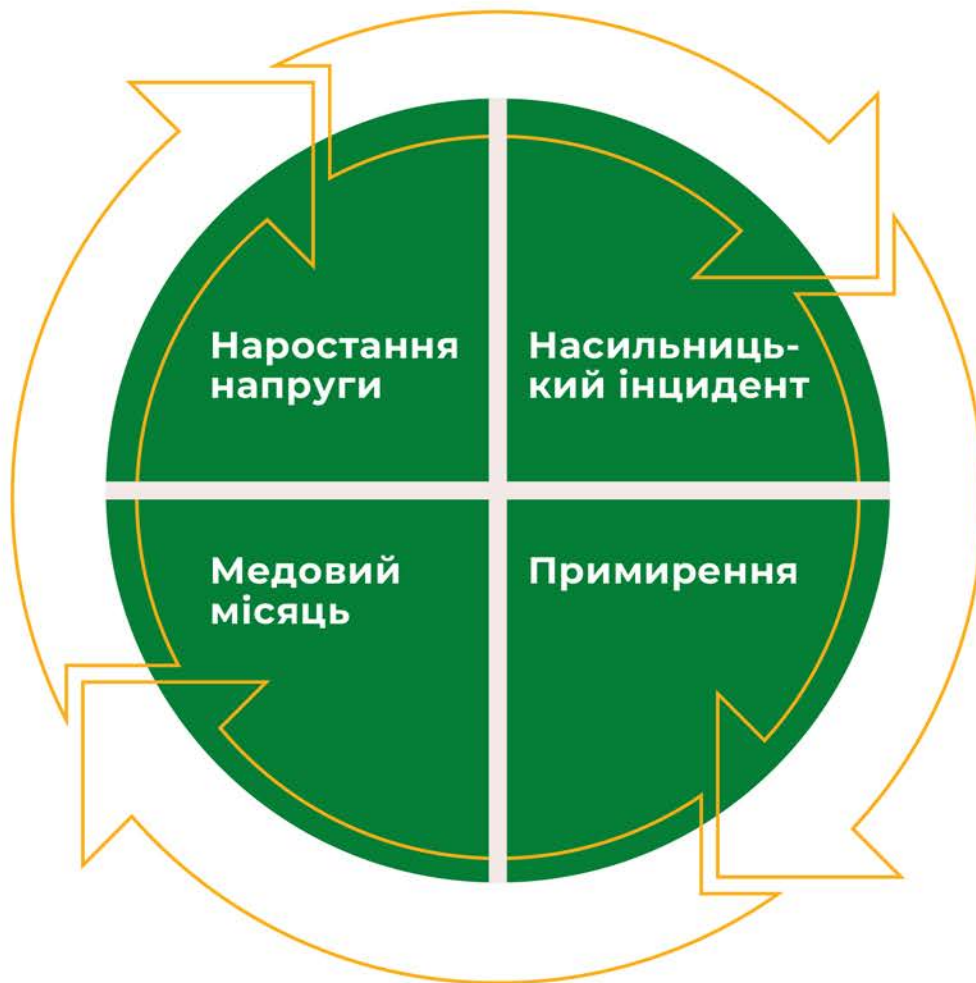 Наростання
напруги
Насильниць-
кий інцидент
Медовий
місяць
Примирення